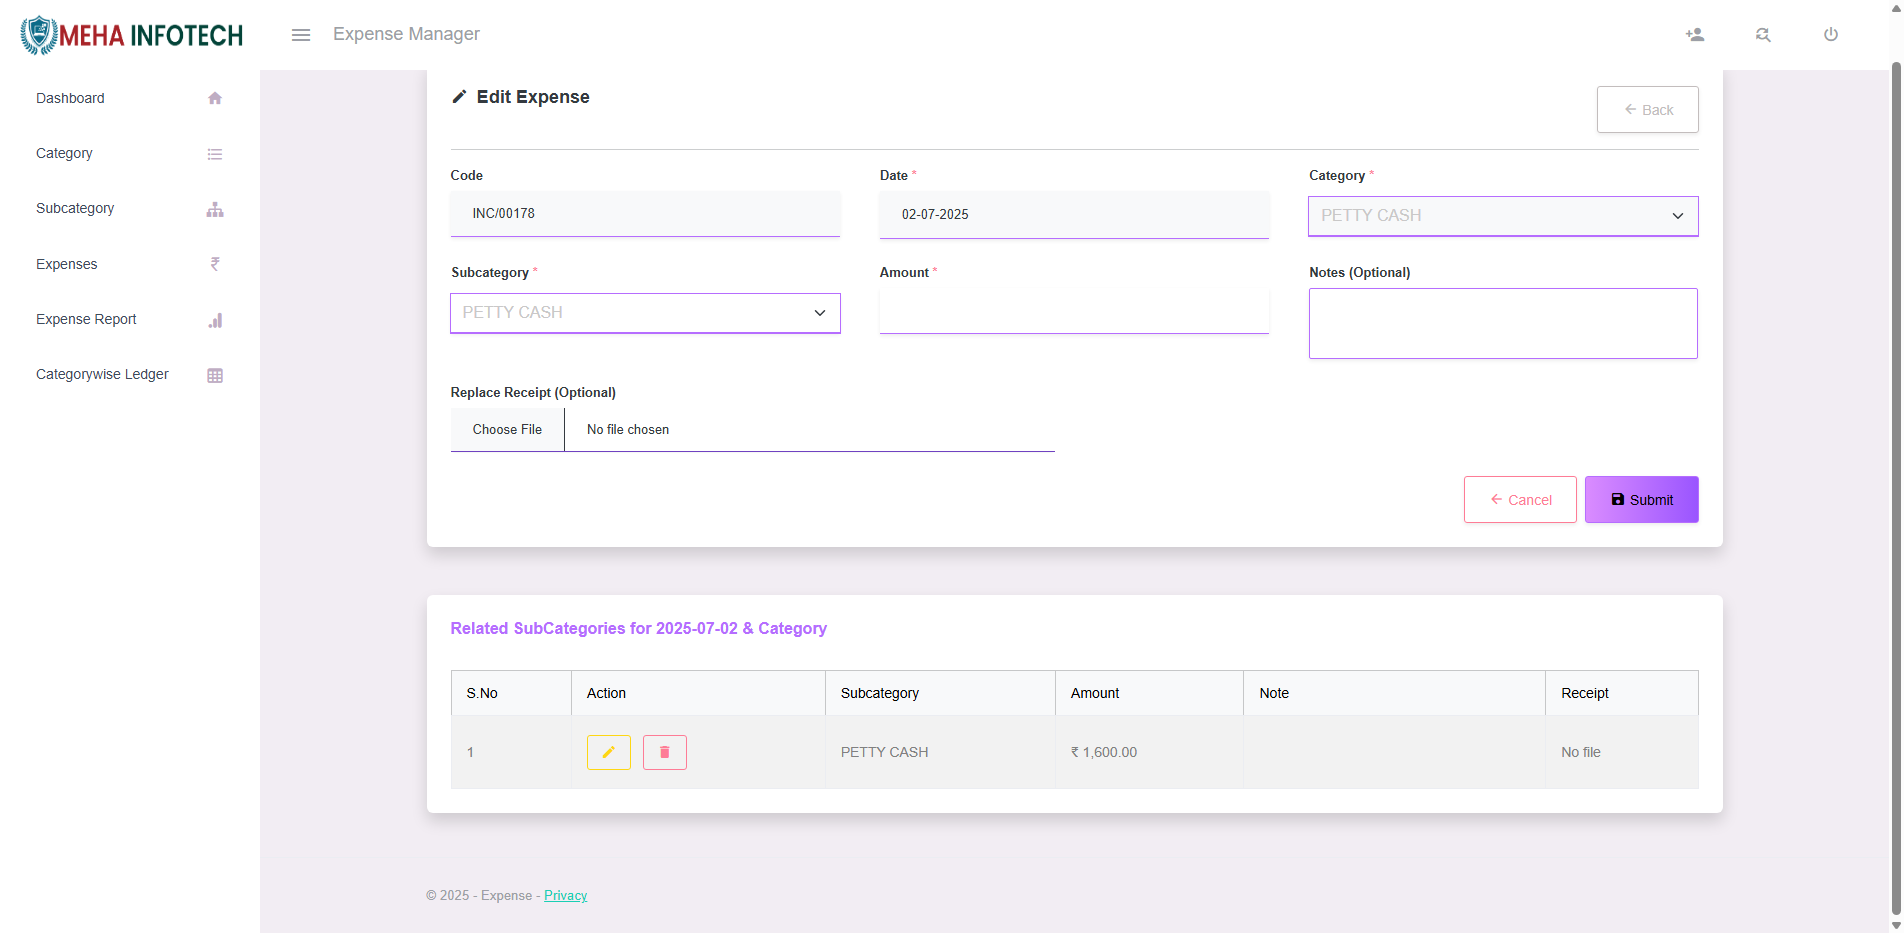 MEHA INFOTECH
Expense Manager
Dashboard
Category
Subcategory
Expenses
Expense Report
Categorywise Ledger
Edit Expense
Back
Code
Date *
Category *
INC/00178
02-07-2025
PETTY CASH
Subcategory *
Amount *
Notes (Optional)
PETTY CASH
Replace Receipt (Optional)
Choose File No file chosen
Cancel
Submit
Related SubCategories for 2025-07-02 & Category
S.No Action Subcategory Amount Note Receipt
1 PETTY CASH ₹ 1,600.00 No file
© 2025 - Expense - Privacy